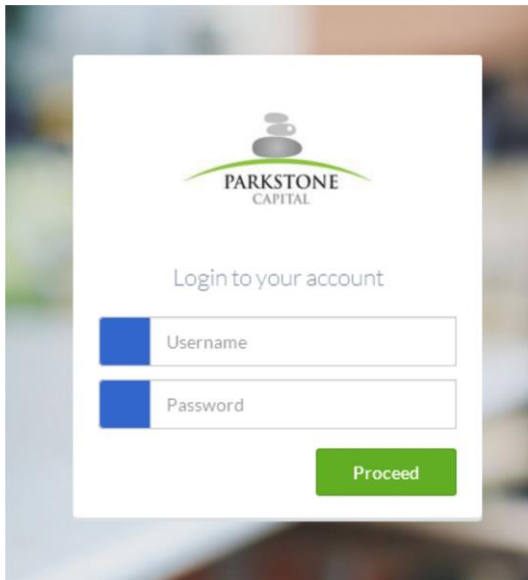 PARKSTONE
CAPITAL
Login to your account
Username
Password
Proceed